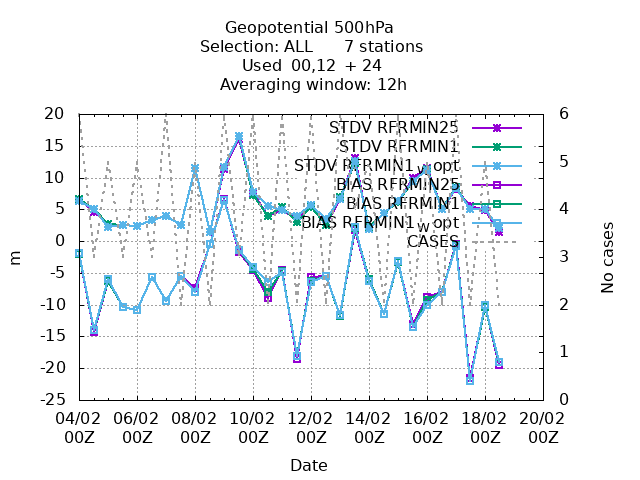 Geopotential 500hPa
Selection: ALL 7 stations
Used 00,12 + 24
Averaging window: 12h
20
15
10
5
0
-5
-10
-15
-20
-25
m
6
5
4
3
2
1
0
No cases
STDV RFRMIN25
STDV RFRMIN1
STDV RFRMIN1wopt
BIAS RFRMIN25
BIAS RFRMIN1
BIAS RFRMIN1wopt
CASES
04/02 06/02 08/02 10/02 12/02 14/02 16/02 18/02 20/02
00Z 00Z 00Z 00Z 00Z 00Z 00Z 00Z 00Z
Date